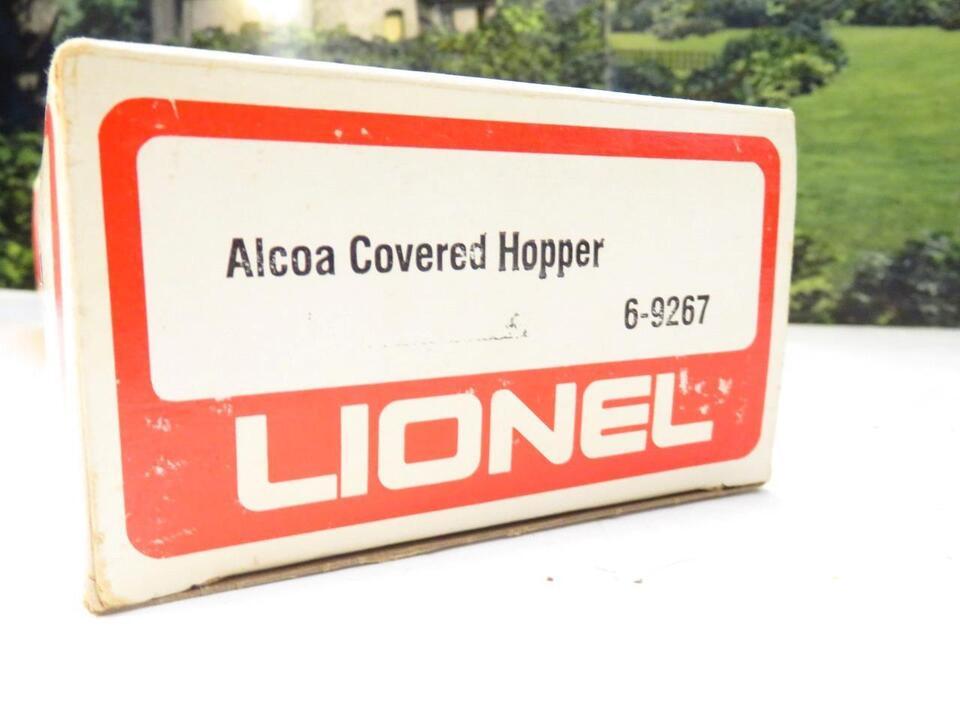 Alcoa Covered Hopper
6-9267
LIONEL